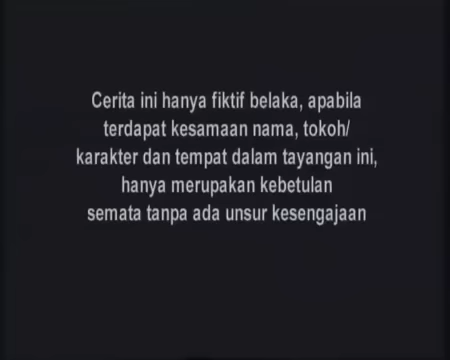 Cerita ini hanya fiktif belaka, apabila
terdapat kesamaan nama, tokoh/
karakter dan tempat dalam tayangan ini,
hanya merupakan kebetulan
semata tanpa ada unsur kesengajaan